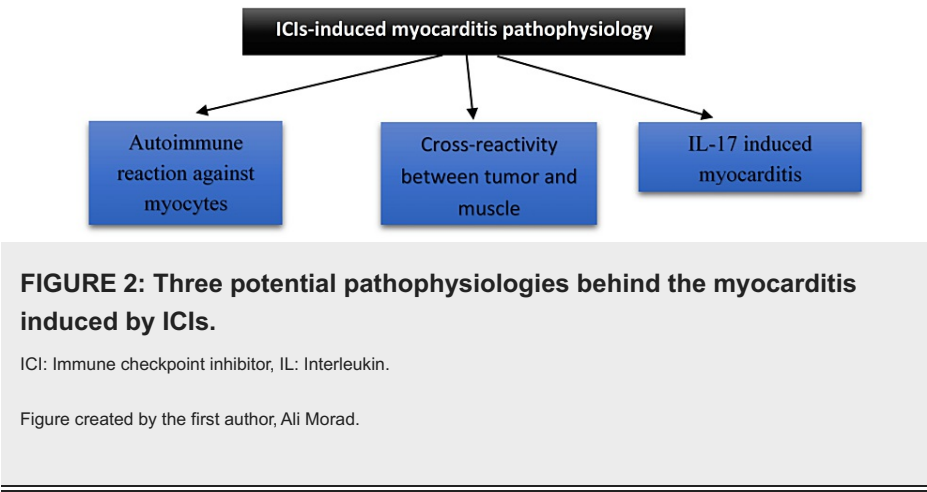 ICIs-induced myocarditis pathophysiology
Autoimmune
reaction against
myocytes
Cross-reactivity
between tumor and
muscle
IL-17 induced
myocarditis
FIGURE 2: Three potential pathophysiologies behind the myocarditis
induced by ICIs.
ICI: Immune checkpoint inhibitor, IL: Interleukin.
Figure created by the first author, Ali Morad.